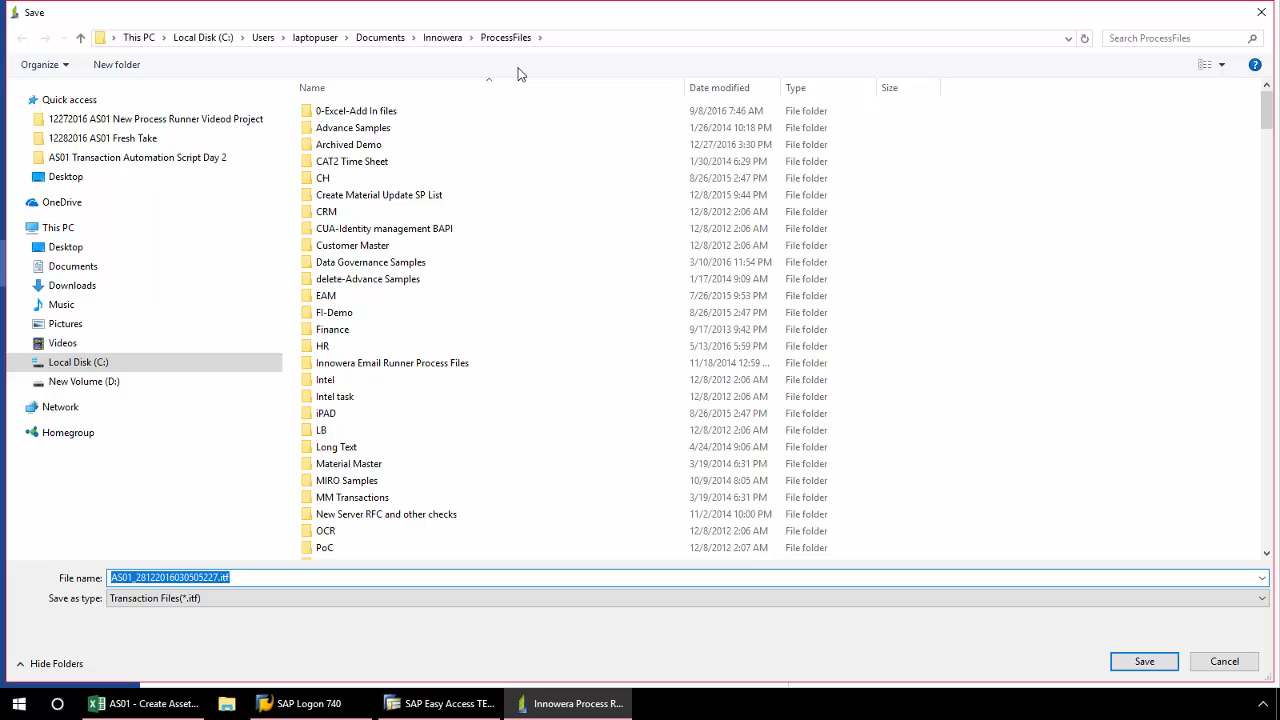 Save
This PC > Local Disk (C:) > Users > laptopuser > Documents > Innowera > ProcessFiles >
Search ProcessFiles
Organize New folder
Name Date modified Type Size
Quick access
12272016 AS01 New Process Runner Videod Project
12282016 AS01 Fresh Take
AS01 Transaction Automation Script Day 2
Desktop
OneDrive
This PC
Desktop
Documents
Downloads
Music
Pictures
Videos
Local Disk (C:)
New Volume (D:)
Network
Homegroup
0-Excel-Add In files 9/8/2016 7:46 AM File folder
Advance Samples 1/26/2014 10:18 PM File folder
Archived Demo 12/27/2016 3:30 PM File folder
CAT2 Time Sheet 1/30/2014 6:29 PM File folder
CH 8/26/2015 2:47 PM File folder
Create Material Update SP List 12/8/2015 9:44 PM File folder
CRM 12/8/2012 2:06 AM File folder
CUA-Identity management BAPI 12/8/2012 2:06 AM File folder
Customer Master 12/8/2012 2:06 AM File folder
Data Governance Samples 3/10/2016 11:54 PM File folder
delete-Advance Samples 1/17/2014 9:09 AM File folder
EAM 7/26/2015 9:53 PM File folder
FI-Demo 8/26/2015 2:47 PM File folder
Finance 9/17/2013 9:42 PM File folder
HR 5/13/2016 5:59 PM File folder
Innowera Email Runner Process Files 11/18/2014 12:59 ... File folder
Intel 12/8/2012 2:06 AM File folder
Intel task 12/8/2012 2:06 AM File folder
iPAD 8/26/2015 2:47 PM File folder
LB 12/8/2012 2:06 AM File folder
Long Text 4/24/2014 9:06 AM File folder
Material Master 3/19/2014 6:31 PM File folder
MIRO Samples 10/9/2014 8:05 AM File folder
MM Transactions 3/19/2014 6:31 PM File folder
New Server RFC and other checks 11/2/2014 10:00 PM File folder
OCR 12/8/2012 2:06 AM File folder
PoC 12/8/2012 2:07 AM File folder
File name: AS01_28122016030505227.itf
Save as type: Transaction Files(*.itf)
Hide Folders
Save Cancel
AS01 - Create Asset... SAP Logon 740 SAP Easy Access TE... Innowera Process R...